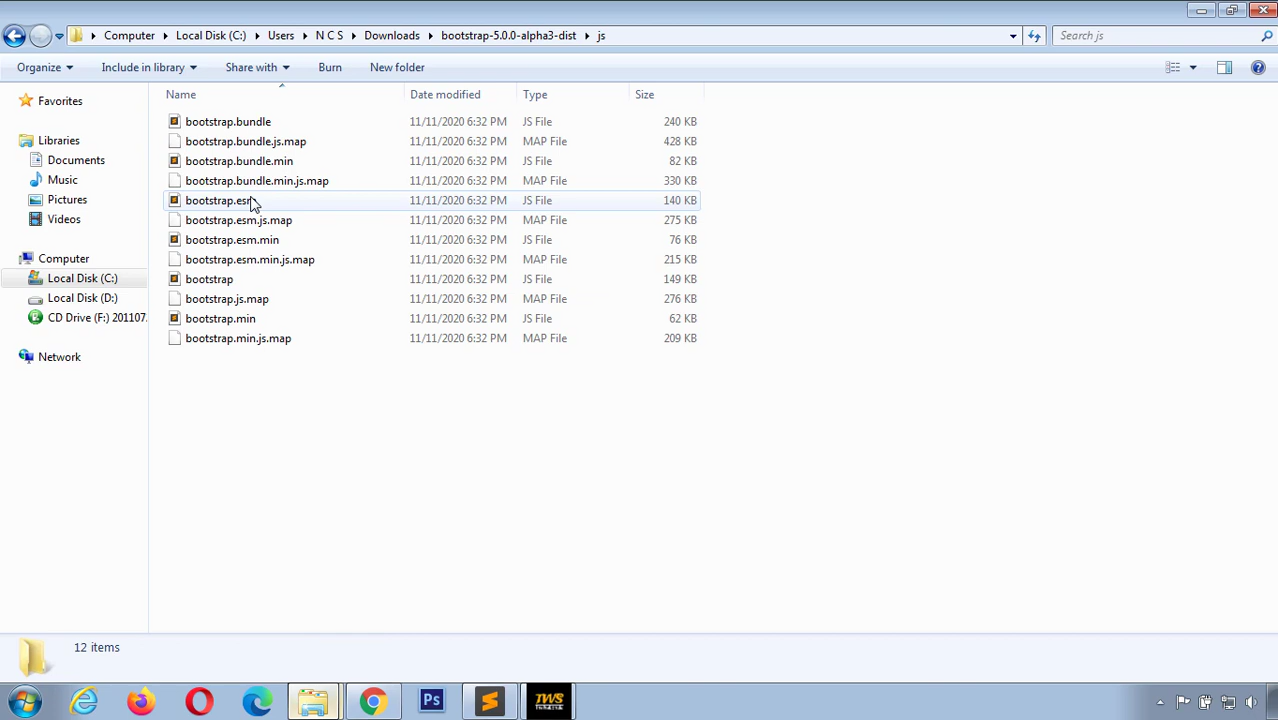 Computer Local Disk (C:) Users N C S Downloads bootstrap-5.0.0-alpha3-dist js Search js
Organize Include in library Share with Burn New folder
Name Date modified Type Size
Favorites
Libraries
Documents
Music
Pictures
Videos
Computer
Local Disk (C:)
Local Disk (D:)
CD Drive (F:) 201107.
Network
bootstrap.bundle 11/11/2020 6:32 PM JS File 240 KB
bootstrap.bundle.js.map 11/11/2020 6:32 PM MAP File 428 KB
bootstrap.bundle.min 11/11/2020 6:32 PM JS File 82 KB
bootstrap.bundle.min.js.map 11/11/2020 6:32 PM MAP File 330 KB
bootstrap.esm 11/11/2020 6:32 PM JS File 140 KB
bootstrap.esm.js.map 11/11/2020 6:32 PM MAP File 275 KB
bootstrap.esm.min 11/11/2020 6:32 PM JS File 76 KB
bootstrap.esm.min.js.map 11/11/2020 6:32 PM MAP File 215 KB
bootstrap 11/11/2020 6:32 PM JS File 149 KB
bootstrap.js.map 11/11/2020 6:32 PM MAP File 276 KB
bootstrap.min 11/11/2020 6:32 PM JS File 62 KB
bootstrap.min.js.map 11/11/2020 6:32 PM MAP File 209 KB
12 items
Ps
TWS